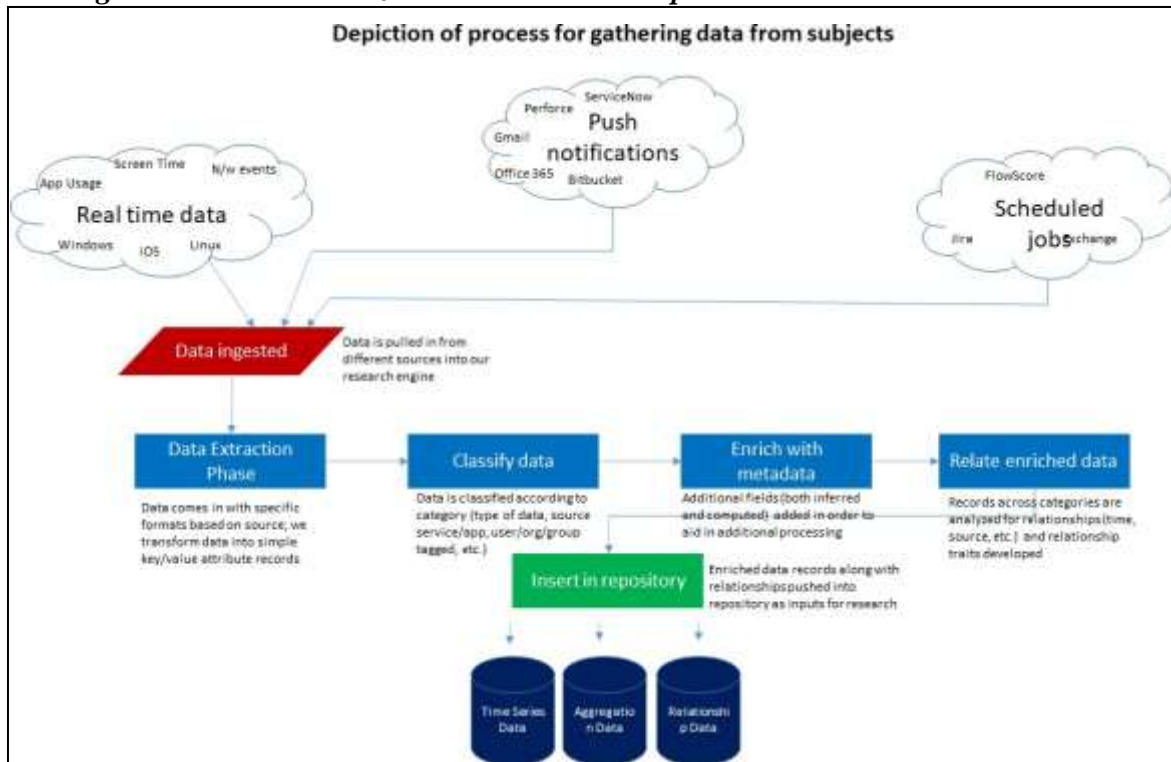 Depiction of process for gathering data from subjects
ServiceNow
Perforce
Push
Gmail
notifications
Office 365
Bitbucket
Screen Time
N/w events
App Usage
Real time data
Windows
iOS
Linux
FlowScore
Scheduled
Jira
jobs
Exchange
Data ingested
Data is pulled in from
different sources into our
research engine
Data Extraction
Phase
Classify data
Enrich with
metadata
Relate enriched data
Data comes in with specific
formats based on source; we
transform data into simple
key/value attribute records
Data is classified according to
category (type of data, source
service/app, user/org/group
tagged, etc.)
Additional fields (both inferred
and computed) added in order to
aid in additional processing
Records across categories are
analyzed for relationships (time,
source, etc.) and relationship
traits developed
Insert in repository
Enriched data records along with
relationships pushed into
repository as inputs for research
Time Series
Data
Aggregatio
n Data
Relationshi
p Data